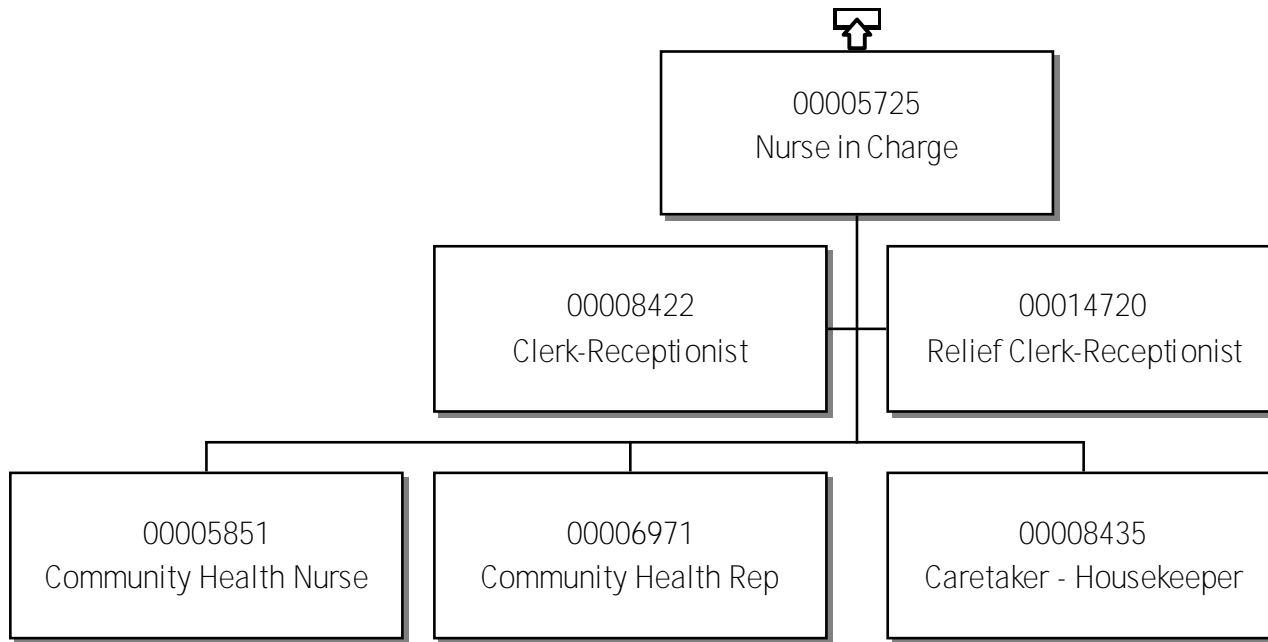 00005725
Nurse in Charge
00008422
Clerk-Receptionist
00014720
Relief Clerk-Receptionist
00005851
Community Health Nurse
00006971
Community Health Rep
00008435
Caretaker - Housekeeper